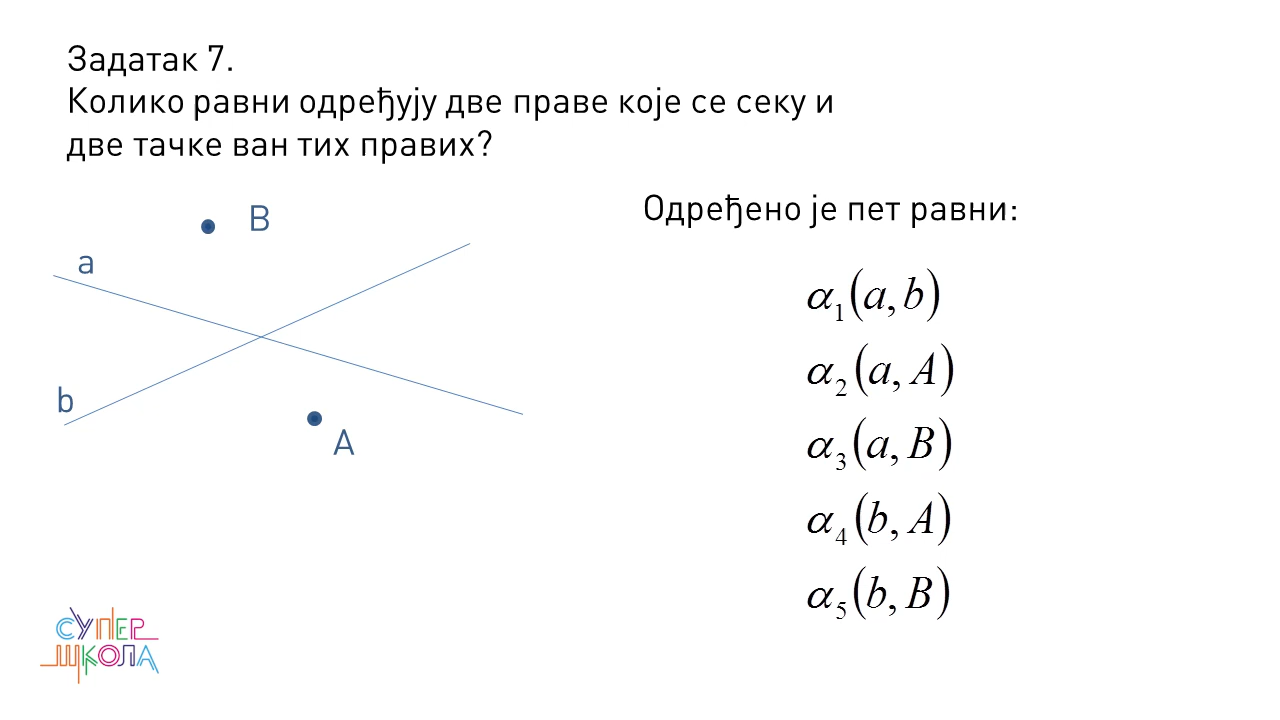 Задатак 7.
Колико равни одређују две праве које се секу и
две тачке ван тих правих?
B
a
b
A
Одређено је пет равни:
α₁(a, b)
α₂(a, A)
α₃(a, B)
α₄(b, A)
α₅(b, B)
СУПЕР
ШКОЛА